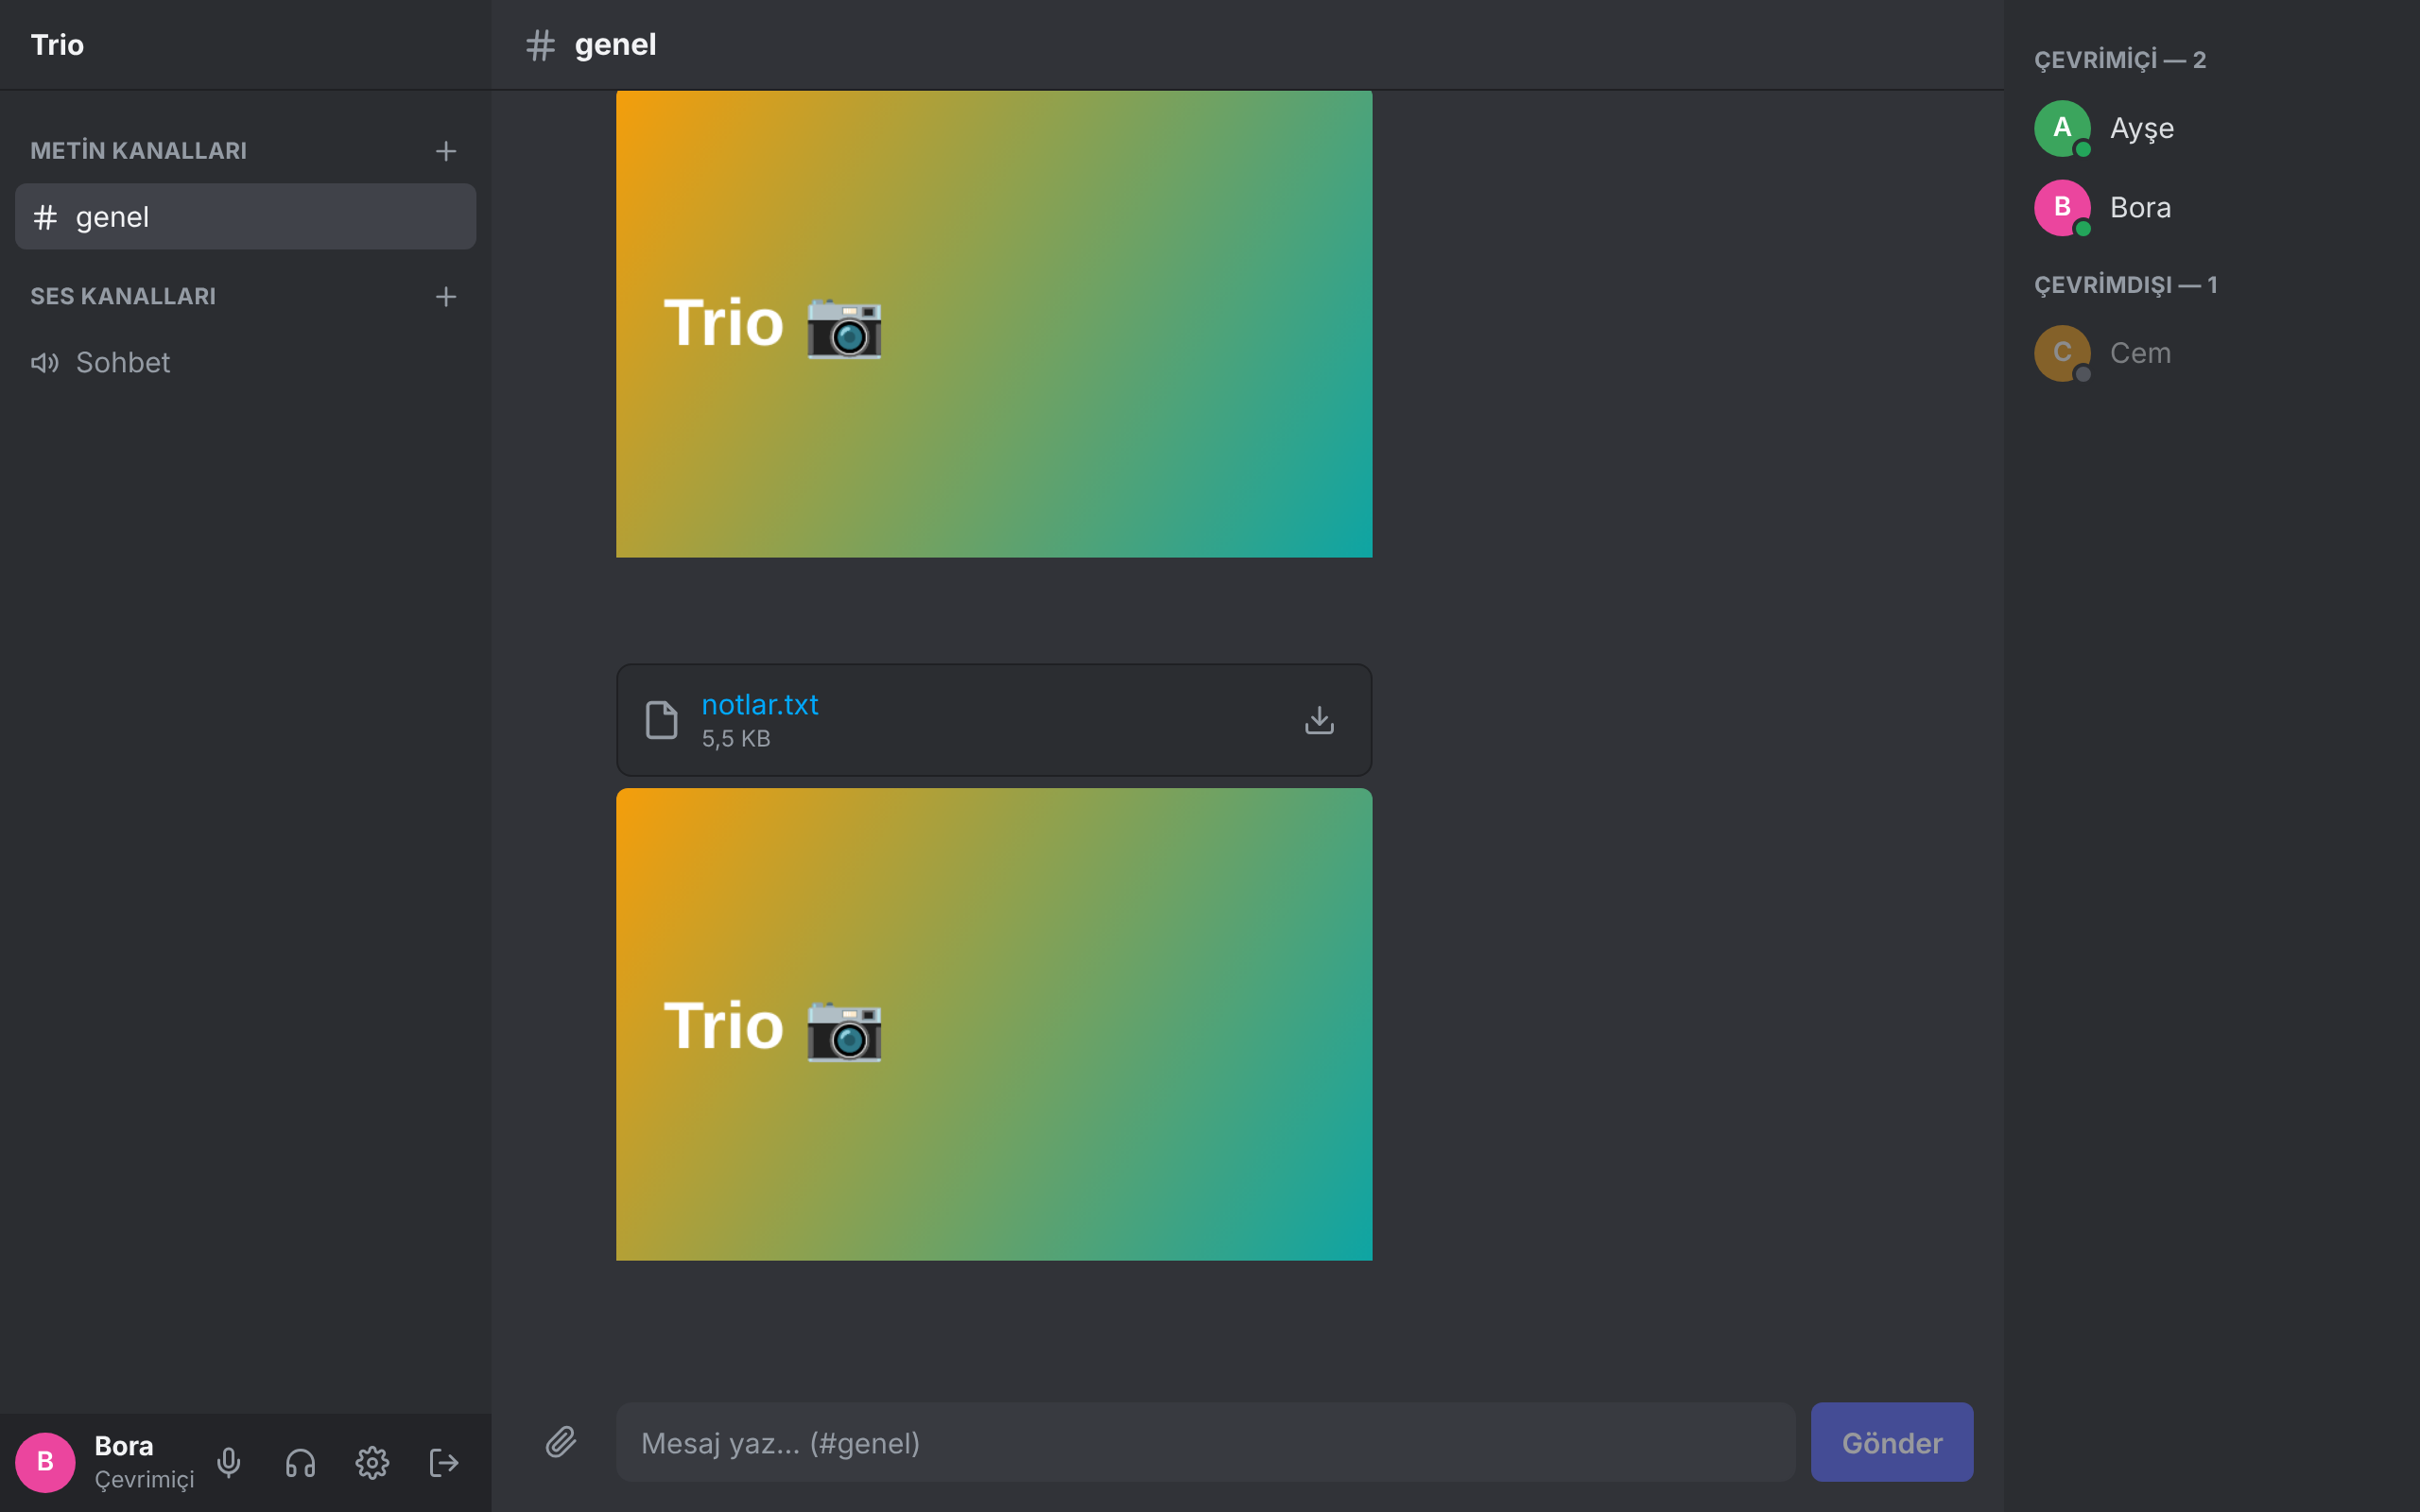 Trio
METİN KANALLARI
genel
SES KANALLARI
Sohbet
B
Bora
Çevrimiçi
# genel
Trio 📷
notlar.txt
5,5 KB
Trio 📷
Mesaj yaz... (#genel)
Gönder
ÇEVRİMİÇİ — 2
A
Ayşe
B
Bora
ÇEVRİMDIŞI — 1
C
Cem